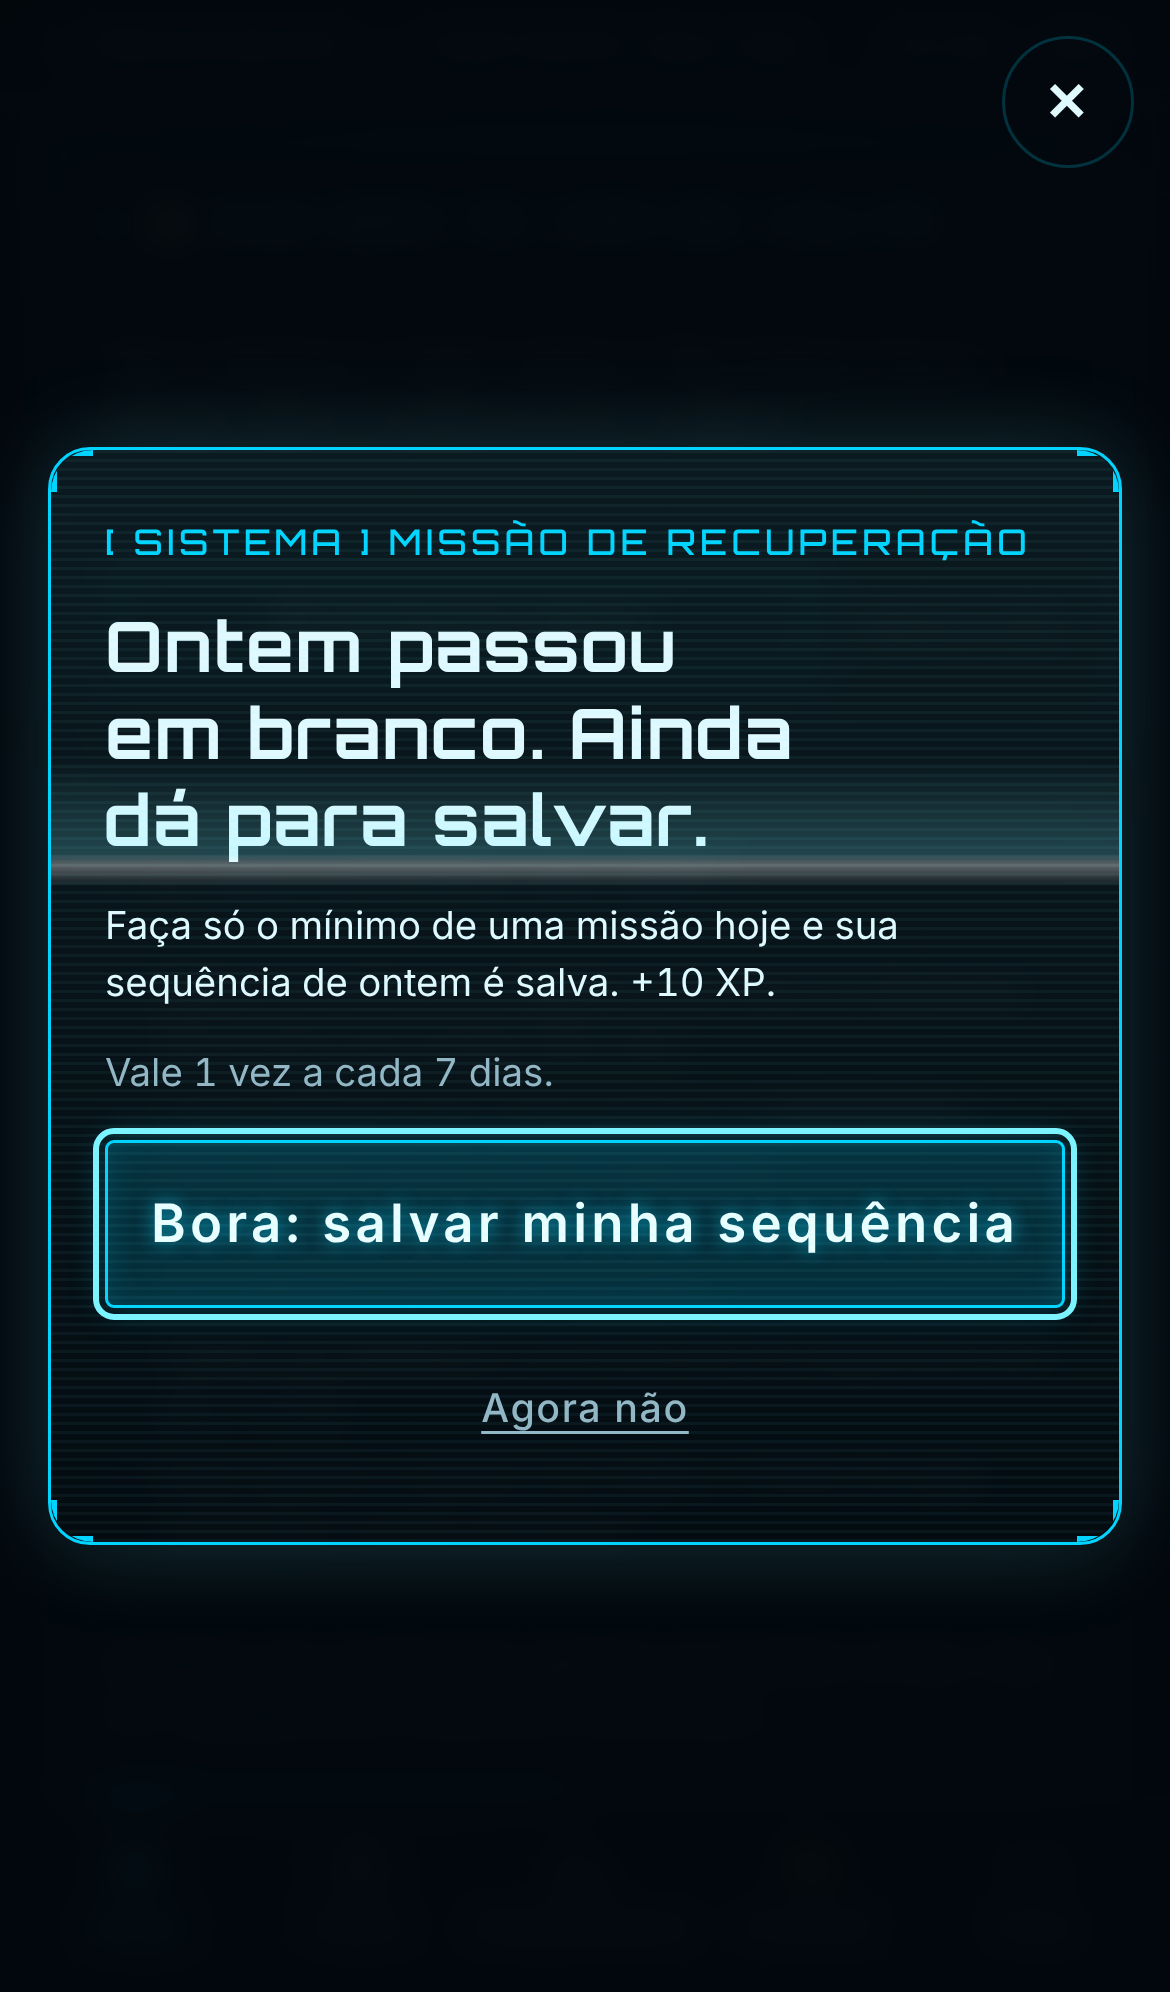 [ SISTEMA ] MISSÃO DE RECUPERAÇÃO
Ontem passou
em branco. Ainda
dá para salvar.
Faça só o mínimo de uma missão hoje e sua
sequência de ontem é salva. +10 XP.
Vale 1 vez a cada 7 dias.
Bora: salvar minha sequência
Agora não